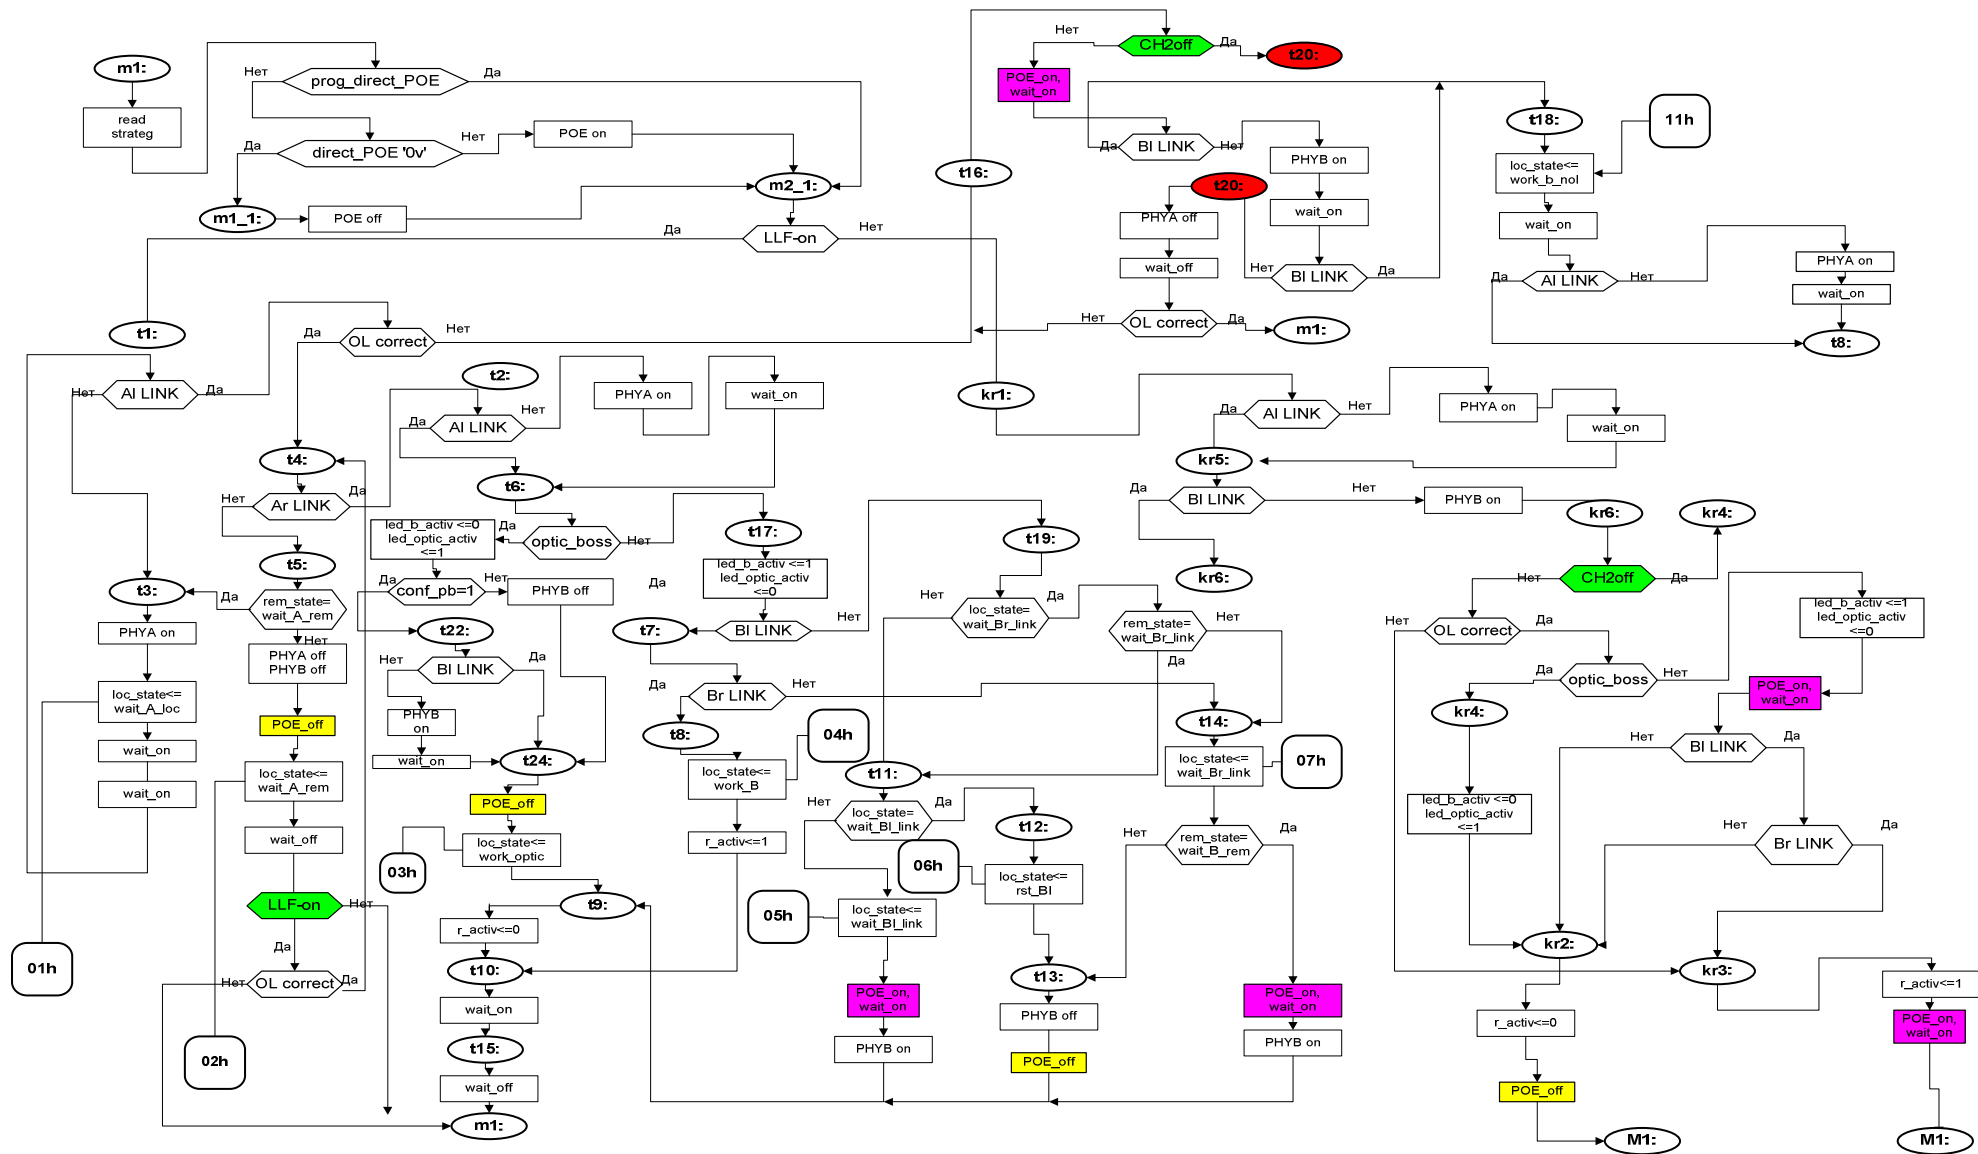 m1:
read
strateg
Нет
prog_direct_POE
Да
Да
direct_POE '0v'
Нет
POE on
m2_1:
m1_1:
POE off
Да
LLF-on
Нет
Нет
CH2off
Да
t20:
POE_on,
wait_on
Да
Bl LINK
Нет
PHYB on
wait_on
Нет
Bl LINK
Да
t16:
t20:
PHYA off
wait_off
Нет
OL correct
Да
m1:
t18:
11h
loc_state<=
work_b_nol
wait_on
Да
Al LINK
Нет
PHYA on
wait_on
t8:
t1:
Да
OL correct
Нет
Нет
Al LINK
Да
t2:
Да
Al LINK
Нет
PHYA on
wait_on
kr1:
Да
Al LINK
Нет
PHYA on
wait_on
kr5:
Да
Bl LINK
Нет
PHYB on
kr6:
kr4:
kr6:
t4:
Нет
Ar LINK
Да
t6:
led_b_activ <=0
led_optic_activ
<=1
Да
optic_boss
Нет
t17:
led_b_activ <=1
led_optic_activ
<=0
t19:
t5:
t3:
Да
rem_state=
wait_A_rem
Нет
PHYA on
PHYA off
PHYB off
loc_state<=
wait_A_loc
POE_off
wait_on
loc_state<=
wait_A_rem
wait_on
wait_off
LLF-on
Нет
Да
Нет
OL correct
Да
01h
02h
Да
conf_pb=1
Нет
PHYB off
t22:
Нет
Bl LINK
Да
PHYB
on
wait_on
t24:
POE_off
loc_state<=
work_optic
03h
t9:
r_activ<=0
t10:
wait_on
t15:
wait_off
m1:
Да
t7:
Bl LINK
Нет
Да
Br LINK
Нет
t8:
04h
loc_state<=
work_B
r_activ<=1
Нет
loc_state=
wait_Br_link
Да
rem_state=
wait_Br_link
Нет
Да
t14:
loc_state<=
wait_Br_link
07h
t11:
Нет
loc_state=
wait_Bl_link
Да
t12:
06h
loc_state<=
rst_Bl
Нет
rem_state=
wait_B_rem
Да
05h
loc_state<=
wait_Bl_link
t13:
POE_on,
wait_on
PHYB off
POE_on,
wait_on
PHYB on
POE_off
PHYB on
Нет
CH2off
Да
Нет
OL correct
Да
led_b_activ <=1
led_optic_activ
<=0
Да
optic_boss
Нет
POE_on,
wait_on
kr4:
Нет
Bl LINK
Да
led_b_activ <=0
led_optic_activ
<=1
Нет
Br LINK
Да
kr2:
kr3:
r_activ<=1
r_activ<=0
POE_on,
wait_on
POE_off
M1:
M1: